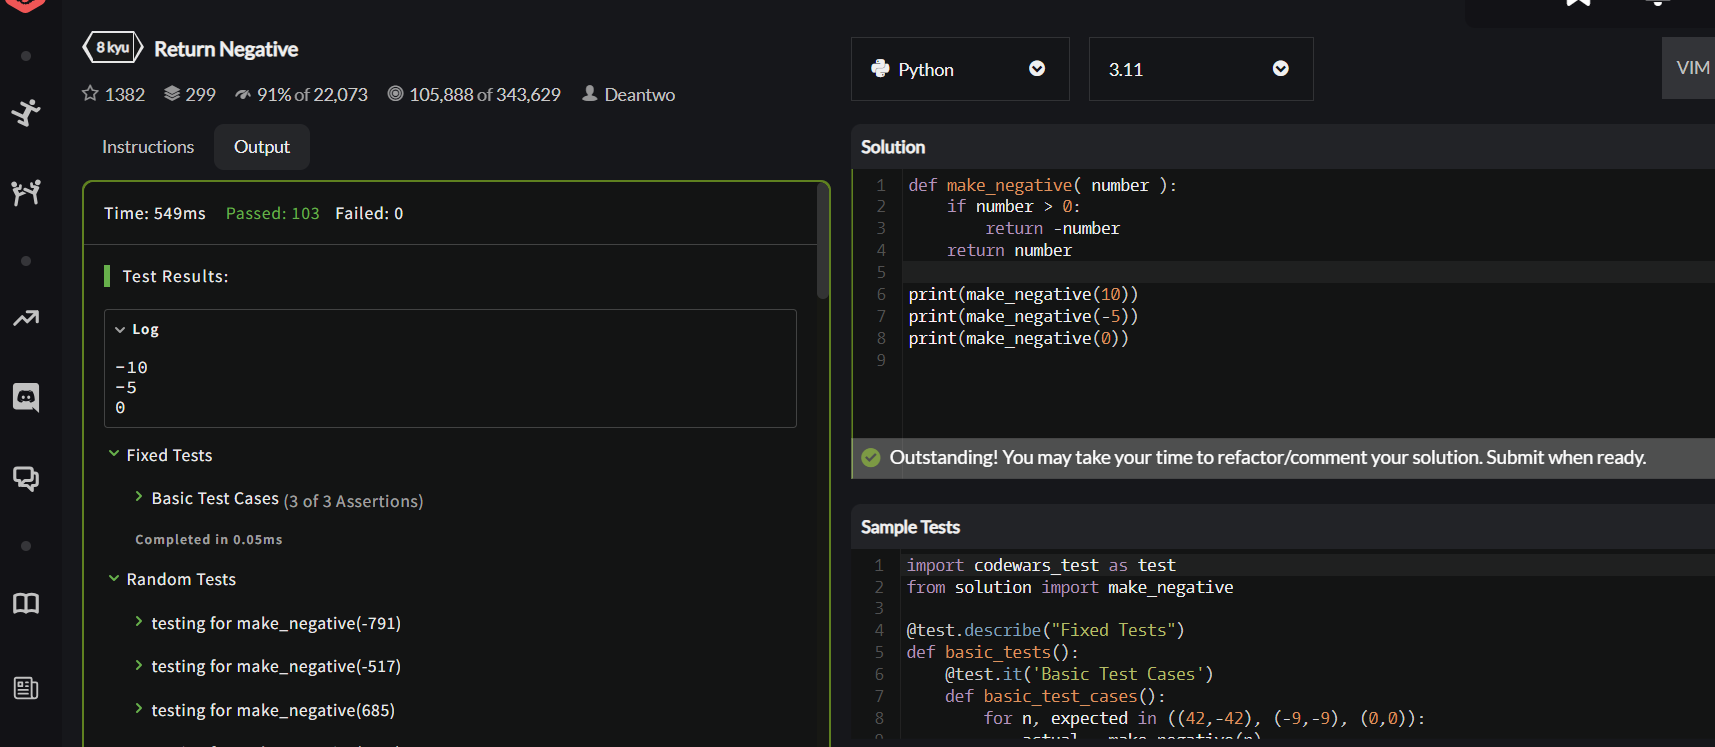 8 kyu Return Negative
1382 299 91% of 22,073 105,888 of 343,629 Deantwo
Instructions Output
Time: 549ms Passed: 103 Failed: 0
Test Results:
Log
-10
-5
0
Fixed Tests
Basic Test Cases (3 of 3 Assertions)
Completed in 0.05ms
Random Tests
testing for make_negative(-791)
testing for make_negative(-517)
testing for make_negative(685)
Python 3.11 VIM
Solution
1 def make_negative( number ):
2     if number > 0:
3         return -number
4     return number
5
6 print(make_negative(10))
7 print(make_negative(-5))
8 print(make_negative(0))
9
Outstanding! You may take your time to refactor/comment your solution. Submit when ready.
Sample Tests
1 import codewars_test as test
2 from solution import make_negative
3
4 @test.describe("Fixed Tests")
5 def basic_tests():
6     @test.it('Basic Test Cases')
7     def basic_test_cases():
8         for n, expected in ((42,-42), (-9,-9), (0,0)):